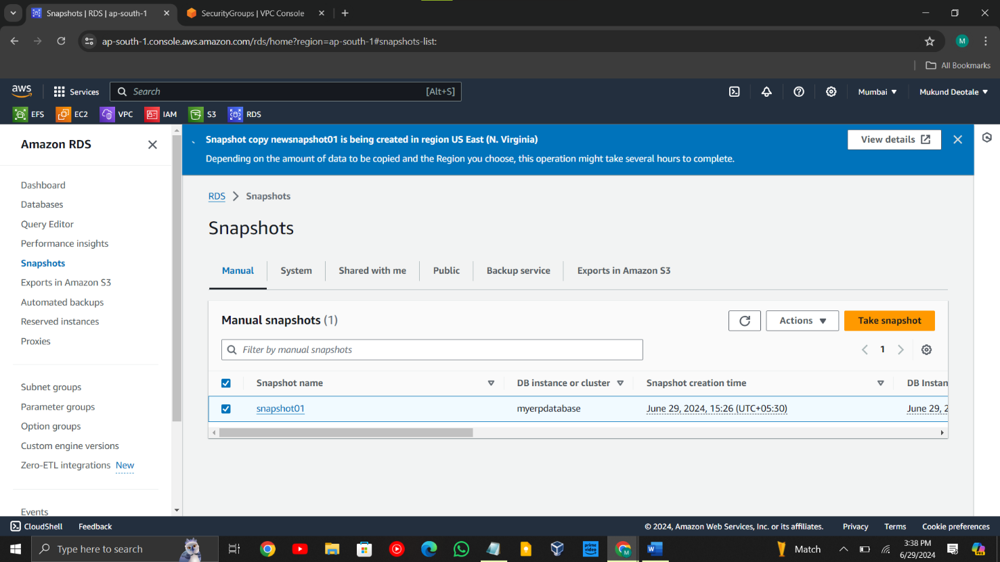 Snapshots | RDS | ap-south-1
SecurityGroups | VPC Console
ap-south-1.console.aws.amazon.com/rds/home?region=ap-south-1#snapshots-list:
M
All Bookmarks
aws
Services
Search
[Alt+S]
Mumbai
Mukund Deotale
EFS
EC2
VPC
IAM
S3
RDS
Amazon RDS
Dashboard
Databases
Query Editor
Performance insights
Snapshots
Exports in Amazon S3
Automated backups
Reserved instances
Proxies
Subnet groups
Parameter groups
Option groups
Custom engine versions
Zero-ETL integrations New
Events
Snapshot copy newsnapshot01 is being created in region US East (N. Virginia)
Depending on the amount of data to be copied and the Region you choose, this operation might take several hours to complete.
View details
RDS > Snapshots
Snapshots
Manual
System
Shared with me
Public
Backup service
Exports in Amazon S3
Manual snapshots (1)
Actions
Take snapshot
Filter by manual snapshots
1
Snapshot name
DB instance or cluster
Snapshot creation time
DB Instan
snapshot01
myerpdatabase
June 29, 2024, 15:26 (UTC+05:30)
June 29, 2
CloudShell
Feedback
© 2024, Amazon Web Services, Inc. or its affiliates.
Privacy
Terms
Cookie preferences
Type here to search
prime video
Match
3:38 PM
6/29/2024
PRE